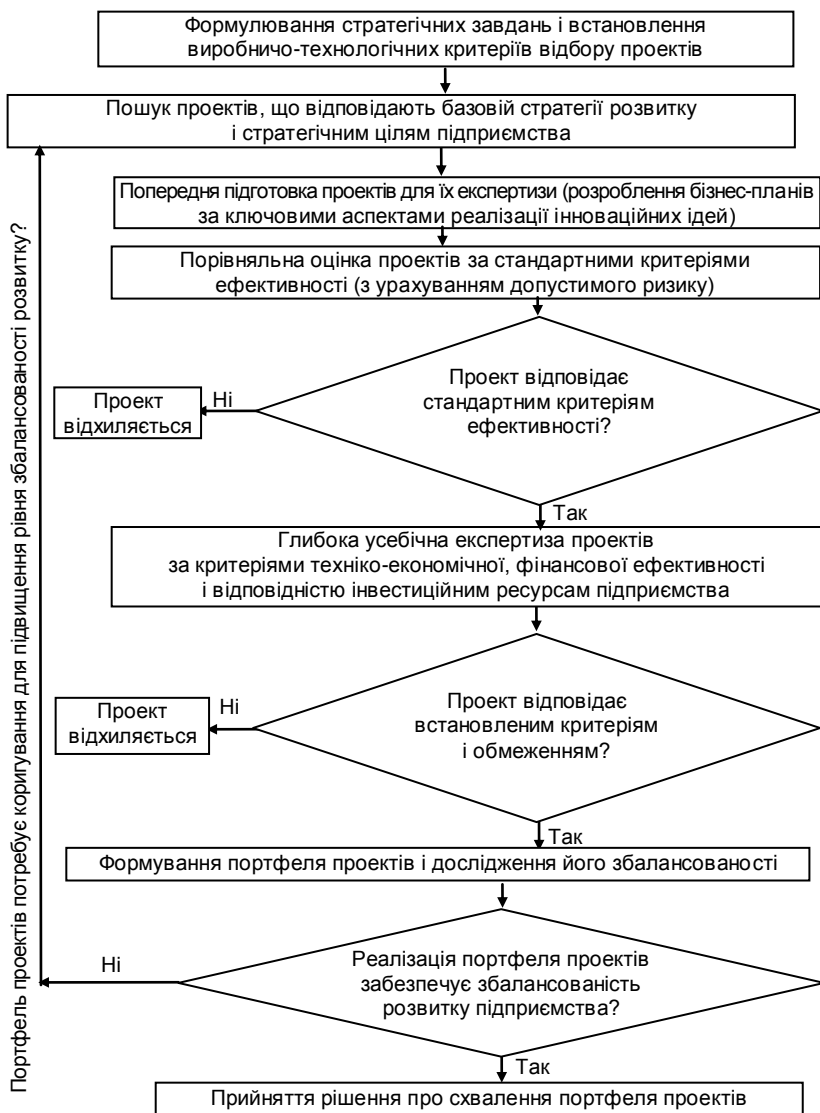 Формулювання стратегічних завдань і встановлення
виробничо-технологічних критеріїв відбору проектів
Пошук проектів, що відповідають базовій стратегії розвитку
і стратегічним цілям підприємства
Попередня підготовка проектів для їх експертизи (розроблення бізнес-планів
за ключовими аспектами реалізації інноваційних ідей)
Порівняльна оцінка проектів за стандартними критеріями
ефективності (з урахуванням допустимого ризику)
Проект відповідає
стандартним критеріям
ефективності?
Ні
Проект
відхиляється
Так
Глибока усебічна експертиза проектів
за критеріями техніко-економічної, фінансової ефективності
і відповідністю інвестиційним ресурсам підприємства
Проект відповідає
встановленим критеріям
і обмеженням?
Ні
Проект
відхиляється
Так
Формування портфеля проектів і дослідження його збалансованості
Реалізація портфеля проектів
забезпечує збалансованість
розвитку підприємства?
Ні
Портфель проектів потребує коригування для підвищення рівня збалансованості розвитку?
Так
Прийняття рішення про схвалення портфеля проектів